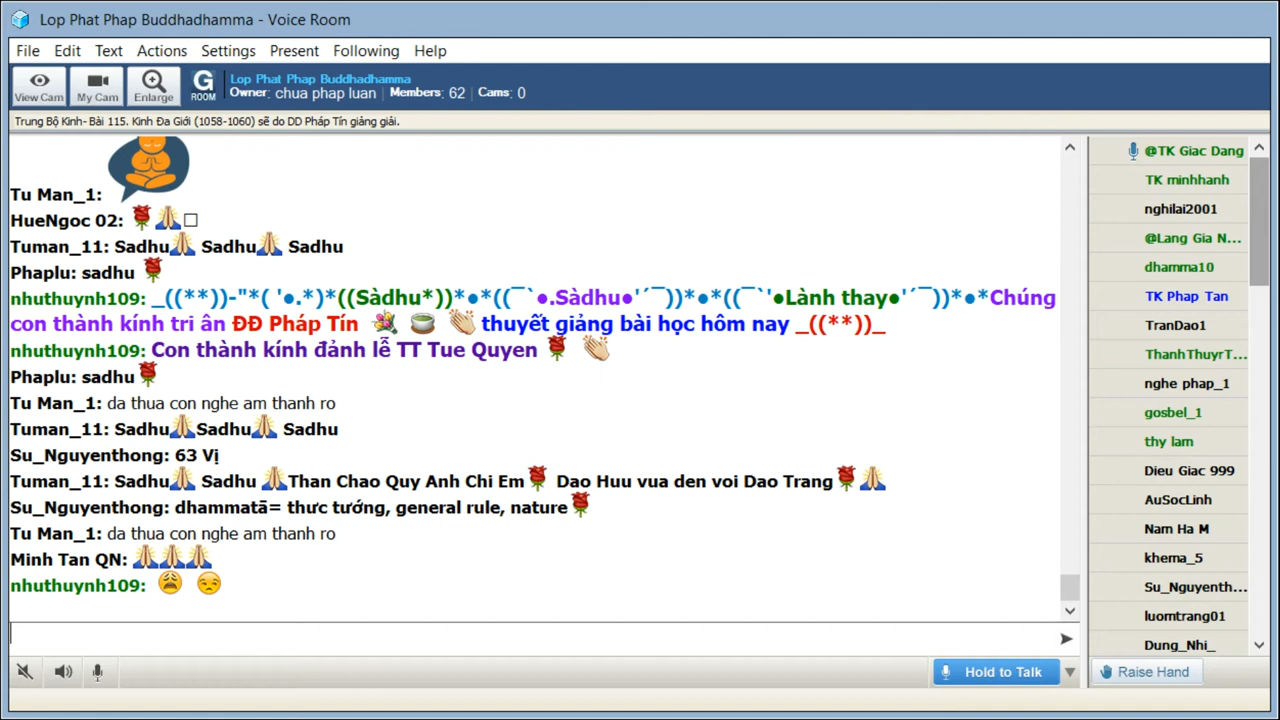 Lop Phat Phap Buddhadhamma - Voice Room
File Edit Text Actions Settings Present Following Help
View Cam My Cam Enlarge G ROOM
Lop Phat Phap Buddhadhamma
Owner: chua phap luan Members: 62 Cams: 0
Trung Bộ Kinh- Bài 115. Kinh Đa Giới (1058-1060) sẽ do DD Pháp Tín giảng giải.
Tu Man_1:
HueNgoc 02: 🌹🙏□
Tuman_11: Sadhu🙏 Sadhu🙏 Sadhu
Phaplu: sadhu 🌹
nhuthuynh109: _((**))-"*( '●.*)*((Sàdhu*))*●*((¯`●.Sàdhu●'´¯))*●*((¯`'●Lành thay●'´¯))*●*Chúng
con thành kính tri ân ĐĐ Pháp Tín 💐 🍵 👏 thuyết giảng bài học hôm nay _((**))_
nhuthuynh109: Con thành kính đảnh lễ TT Tue Quyen 🌹 👏
Phaplu: sadhu🌹
Tu Man_1: da thua con nghe am thanh ro
Tuman_11: Sadhu🙏Sadhu🙏 Sadhu
Su_Nguyenthong: 63 Vị
Tuman_11: Sadhu🙏 Sadhu 🙏Than Chao Quy Anh Chi Em🌹 Dao Huu vua den voi Dao Trang🌹🙏
Su_Nguyenthong: dhammatā= thực tướng, general rule, nature🌹
Tu Man_1: da thua con nghe am thanh ro
Minh Tan QN: 🙏🙏🙏
nhuthuynh109: 😩 😒
@TK Giac Dang
TK minhhanh
nghilai2001
@Lang Gia N...
dhamma10
TK Phap Tan
TranDao1
ThanhThuyrT...
nghe phap_1
gosbel_1
thy lam
Dieu Giac 999
AuSocLinh
Nam Ha M
khema_5
Su_Nguyenth...
luomtrang01
Dung_Nhi_
Hold to Talk
Raise Hand